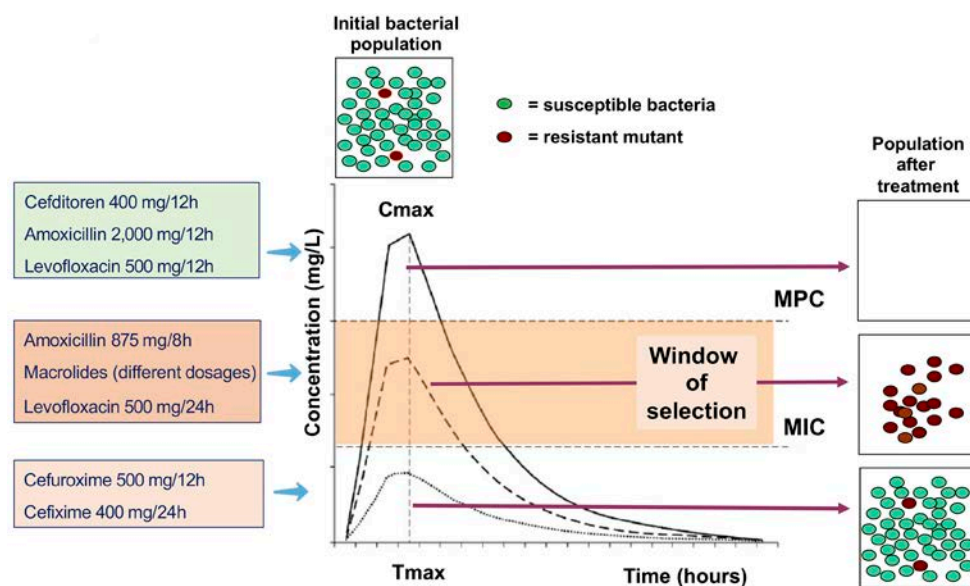 Initial bacterial
population
= susceptible bacteria
= resistant mutant
Population
after
treatment
Cefditoren 400 mg/12h
Amoxicillin 2,000 mg/12h
Levofloxacin 500 mg/12h
Amoxicillin 875 mg/8h
Macrolides (different dosages)
Levofloxacin 500 mg/24h
Cefuroxime 500 mg/12h
Cefixime 400 mg/24h
Concentration (mg/L)
Cmax
MPC
Window
of
selection
MIC
Tmax
Time (hours)